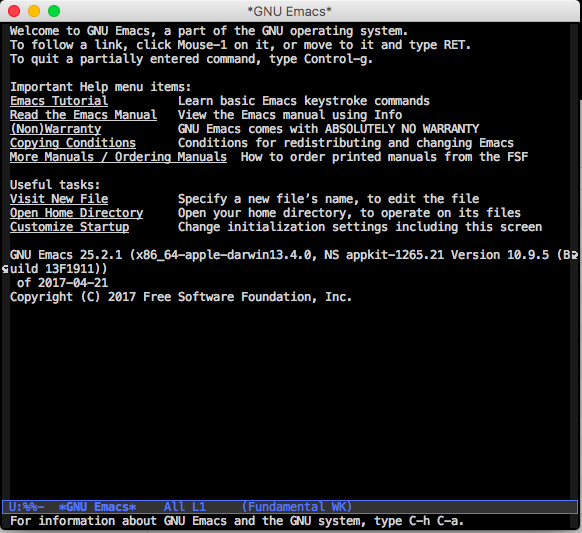 *GNU Emacs*
Welcome to GNU Emacs, a part of the GNU operating system.
To follow a link, click Mouse-1 on it, or move to it and type RET.
To quit a partially entered command, type Control-g.
Important Help menu items:
Emacs Tutorial Learn basic Emacs keystroke commands
Read the Emacs Manual View the Emacs manual using Info
(Non)Warranty GNU Emacs comes with ABSOLUTELY NO WARRANTY
Copying Conditions Conditions for redistributing and changing Emacs
More Manuals / Ordering Manuals How to order printed manuals from the FSF
Useful tasks:
Visit New File Specify a new file’s name, to edit the file
Open Home Directory Open your home directory, to operate on its files
Customize Startup Change initialization settings including this screen
GNU Emacs 25.2.1 (x86_64-apple-darwin13.4.0, NS appkit-1265.21 Version 10.9.5 (B
uild 13F1911))
of 2017-04-21
Copyright (C) 2017 Free Software Foundation, Inc.
U:%%- *GNU Emacs* All L1 (Fundamental WK)
For information about GNU Emacs and the GNU system, type C-h C-a.